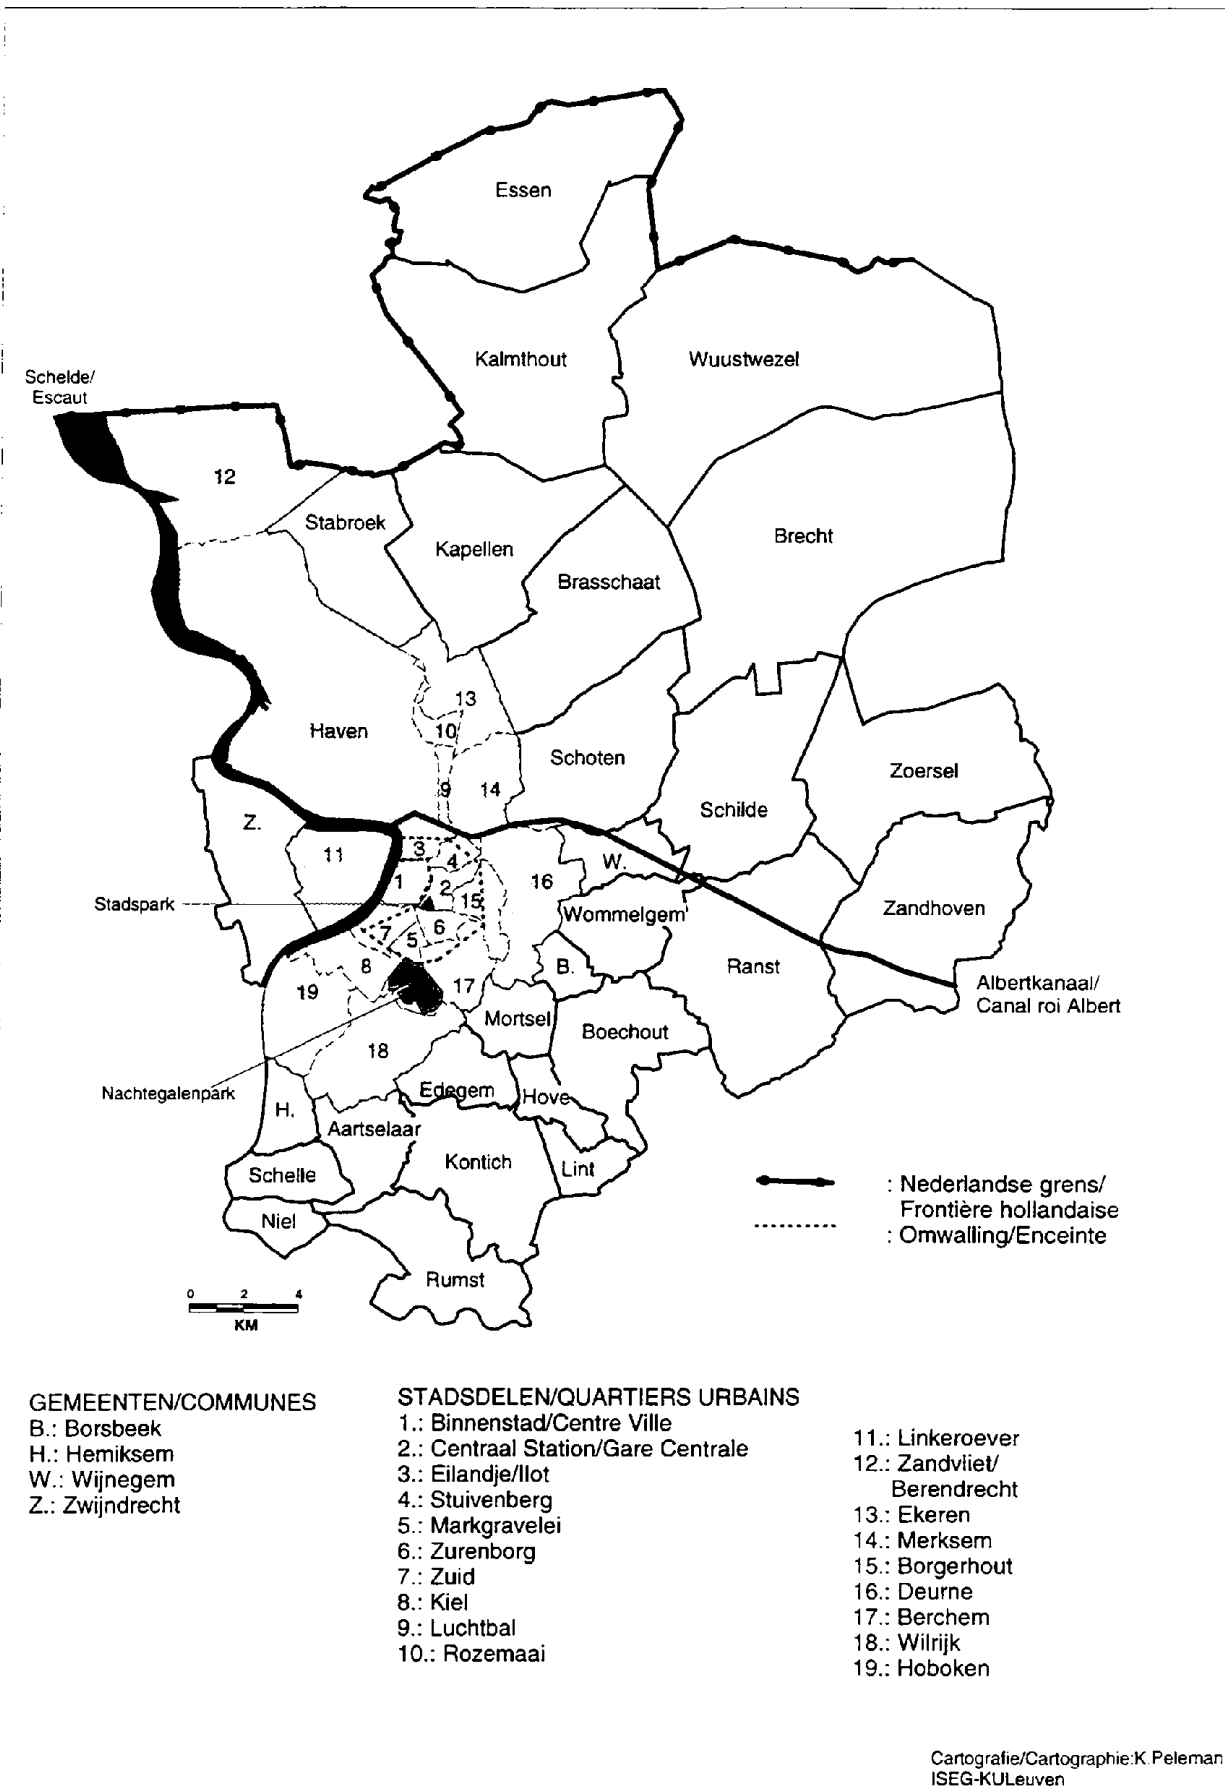 Essen
Kalmthout
Wuustwezel
Schelde/
Escaut
12
Stabroek
Kapellen
Brecht
Brasschaat
13
10
Haven
Schoten
Zoersel
9
14
Schilde
Z.
11
3
4
W.
1
2
16
15
Stadspark
Wommelgem
Zandhoven
7
5
6
8
B.
Ranst
19
17
Albertkanaal/
Canal roi Albert
Mortsel
Boechout
18
Nachtegalenpark
Edegem
Hove
H.
Aartselaar
Kontich
Lint
Schelle
Niel
Rumst
: Nederlandse grens/
Frontière hollandaise
: Omwalling/Enceinte
0 2 4
KM
GEMEENTEN/COMMUNES
B.: Borsbeek
H.: Hemiksem
W.: Wijnegem
Z.: Zwijndrecht
STADSDELEN/QUARTIERS URBAINS
1.: Binnenstad/Centre Ville
2.: Centraal Station/Gare Centrale
3.: Eilandje/Ilot
4.: Stuivenberg
5.: Markgravelei
6.: Zurenborg
7.: Zuid
8.: Kiel
9.: Luchtbal
10.: Rozemaai
11.: Linkeroever
12.: Zandvliet/
Berendrecht
13.: Ekeren
14.: Merksem
15.: Borgerhout
16.: Deurne
17.: Berchem
18.: Wilrijk
19.: Hoboken
Cartografie/Cartographie:K.Peleman
ISEG-KULeuven